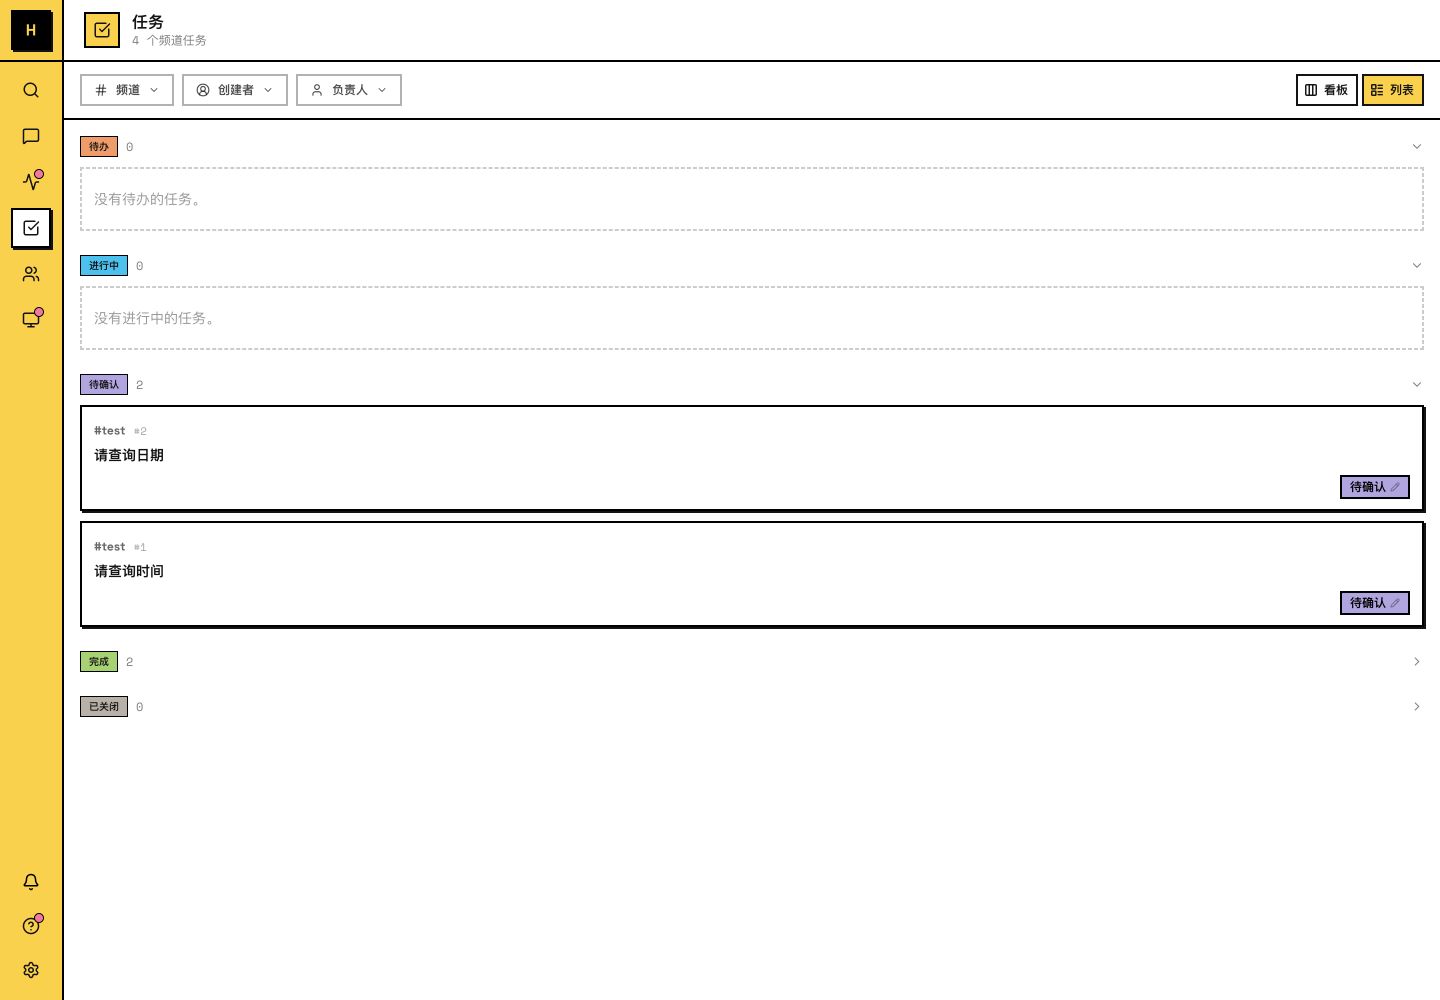 H
任务
4 个频道任务
频道
创建者
负责人
看板
列表
待办 0
没有待办的任务。
进行中 0
没有进行中的任务。
待确认 2
#test #2
请查询日期
待确认
#test #1
请查询时间
待确认
完成 2
已关闭 0